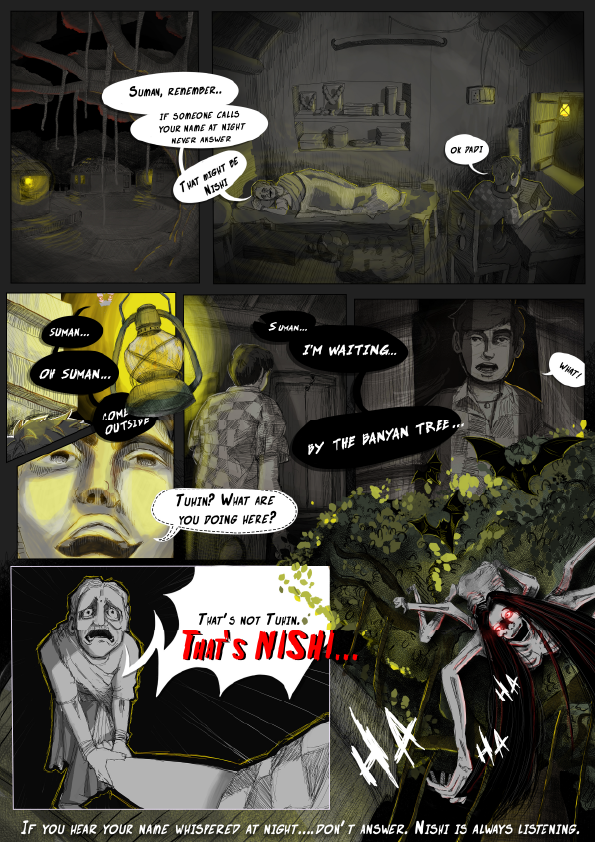 Suman, remember..
if someone calls
your name at night
never answer
That might be
Nishi
ok dadi
Suman...
Oh Suman...
Come
outside
Suman...
I'm waiting...
by the banyan tree...
What!
Tuhin? What are
you doing here?
That's not Tuhin.
That's NISHI...
HA
HA
HA
If you hear your name whispered at night....don't answer. Nishi is always listening.